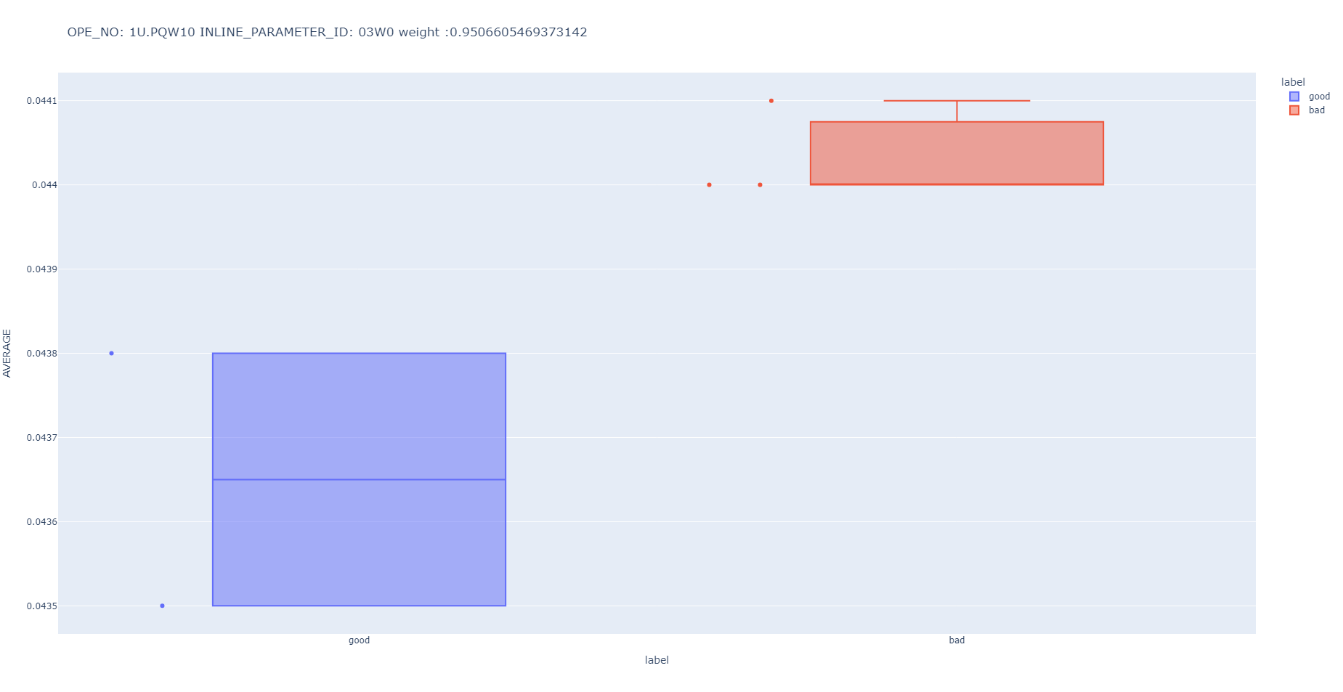 OPE_NO: 1U.PQW10 INLINE_PARAMETER_ID: 03W0 weight :0.9506605469373142
label
good
bad
0.0441
0.044
0.0439
0.0438
0.0437
0.0436
0.0435
AVERAGE
good bad
label